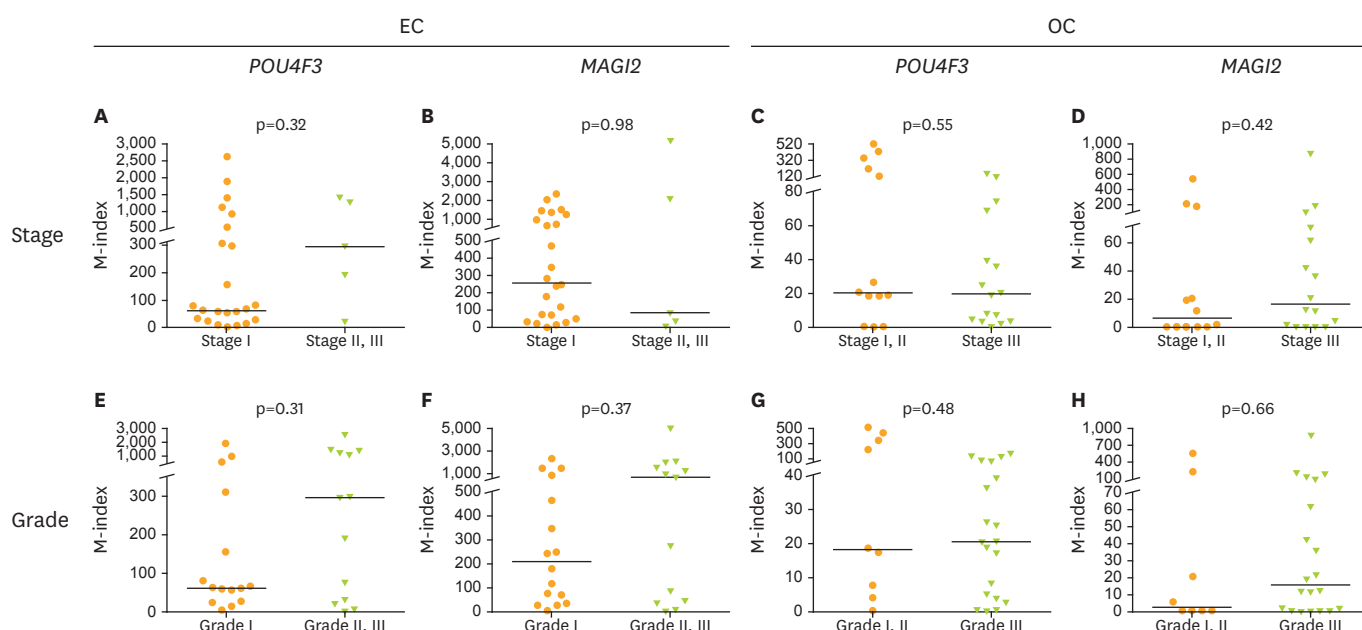 EC OC
POU4F3 MAGI2 POU4F3 MAGI2
Stage
A
p=0.32
M-index
3,000
2,500
2,000
1,500
1,000
500
300
200
100
0
Stage I Stage II, III
B
p=0.98
M-index
5,000
4,000
3,000
2,000
1,000
500
400
300
200
100
0
Stage I Stage II, III
C
p=0.55
M-index
520
320
120
80
60
40
20
0
Stage I, II Stage III
D
p=0.42
M-index
1,000
800
600
400
200
60
40
20
0
Stage I, II Stage III
Grade
E
p=0.31
M-index
3,000
2,000
1,000
300
200
100
0
Grade I Grade II, III
F
p=0.37
M-index
5,000
3,000
1,000
500
400
300
200
100
0
Grade I Grade II, III
G
p=0.48
M-index
500
300
100
40
30
20
10
0
Grade I, II Grade III
H
p=0.66
M-index
1,000
700
400
100
70
60
50
40
30
20
10
0
Grade I, II Grade III